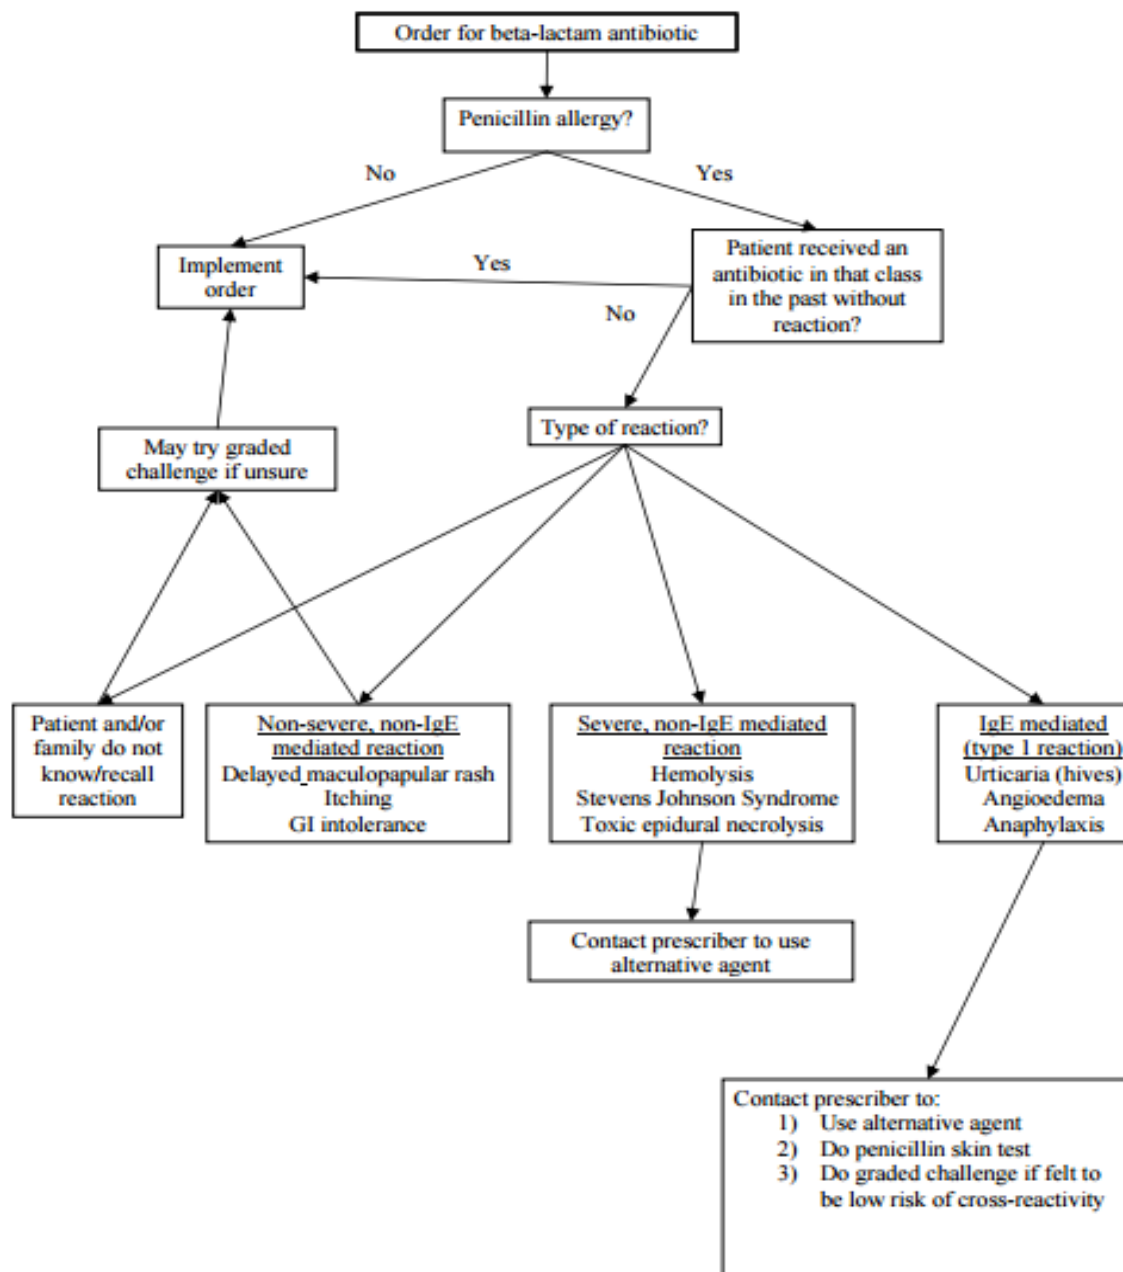 Order for beta-lactam antibiotic
Penicillin allergy?
No
Yes
Implement
order
Yes
Patient received an
antibiotic in that class
in the past without
reaction?
No
Type of reaction?
May try graded
challenge if unsure
Patient and/or
family do not
know/recall
reaction
Non-severe, non-IgE
mediated reaction
Delayed maculopapular rash
Itching
GI intolerance
Severe, non-IgE mediated
reaction
Hemolysis
Stevens Johnson Syndrome
Toxic epidural necrolysis
IgE mediated
(type 1 reaction)
Urticaria (hives)
Angioedema
Anaphylaxis
Contact prescriber to use
alternative agent
Contact prescriber to:
1) Use alternative agent
2) Do penicillin skin test
3) Do graded challenge if felt to
be low risk of cross-reactivity